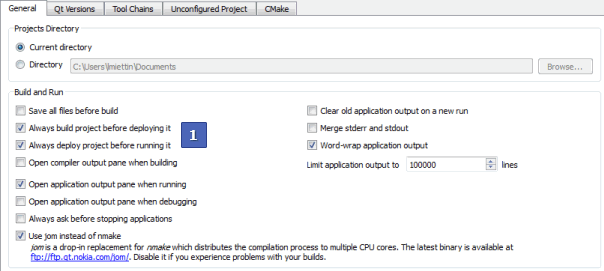 General Qt Versions Tool Chains Unconfigured Project CMake
Projects Directory
Current directory
Directory C:\Users\lmiettin\Documents Browse...
Build and Run
Save all files before build Clear old application output on a new run
Always build project before deploying it 1 Merge stderr and stdout
Always deploy project before running it Word-wrap application output
Open compiler output pane when building Limit application output to 100000 lines
Open application output pane when running
Open application output pane when debugging
Always ask before stopping applications
Use jom instead of nmake
jom is a drop-in replacement for nmake which distributes the compilation process to multiple CPU cores. The latest binary is available at
ftp://ftp.qt.nokia.com/jom/. Disable it if you experience problems with your builds.